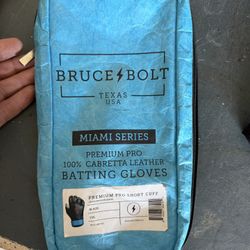 BRUCE⚡BOLT
TEXAS
USA
MIAMI SERIES
PREMIUM PRO
100% CABRETTA LEATHER
BATTING GLOVES
PREMIUM PRO SHORT CUFF